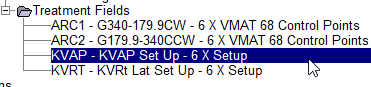 Treatment Fields
ARC1 - G340-179.9CW - 6 X VMAT 68 Control Points
ARC2 - G179.9-340CCW - 6 X VMAT 68 Control Points
KVAP - KVAP Set Up - 6 X Setup
KVRT - KVRt Lat Set Up - 6 X Setup